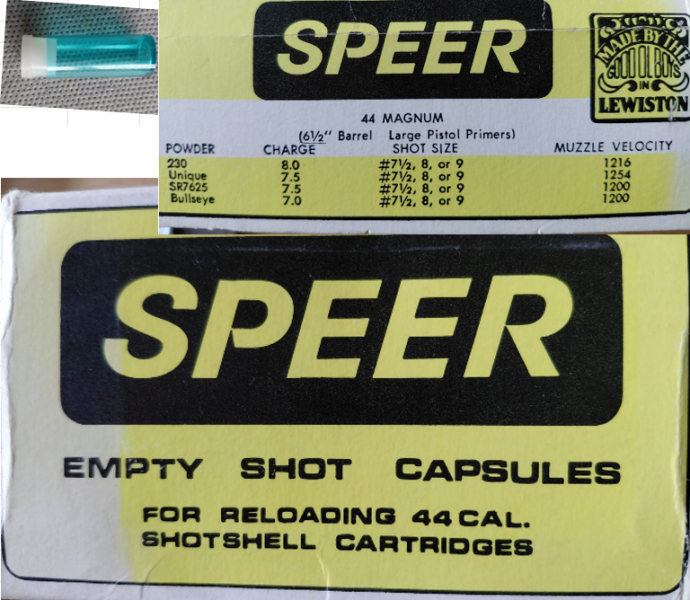 SPEER
MADE BY THE
GOOD OL BOYS
IN
LEWISTON
44 MAGNUM
(6½" Barrel Large Pistol Primers)
POWDER CHARGE SHOT SIZE MUZZLE VELOCITY
230 8.0 #7½, 8, or 9 1216
Unique 7.5 #7½, 8, or 9 1254
SR7625 7.5 #7½, 8, or 9 1200
Bullseye 7.0 #7½, 8, or 9 1200
SPEER
EMPTY SHOT CAPSULES
FOR RELOADING 44 CAL.
SHOTSHELL CARTRIDGES